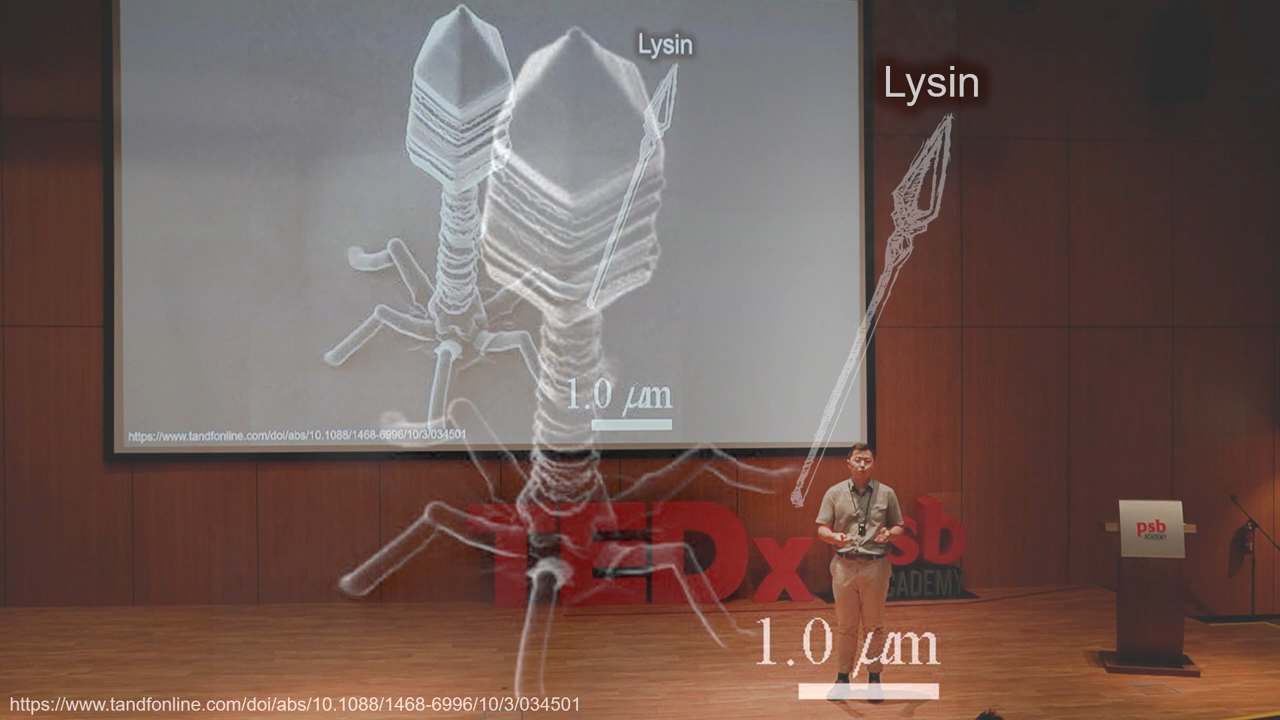 Lysin
Lysin
1.0 μm
https://www.tandfonline.com/doi/abs/10.1088/1468-6996/10/3/034501
TEDx psb
ACADEMY
psb
ACADEMY
1.0 μm
https://www.tandfonline.com/doi/abs/10.1088/1468-6996/10/3/034501